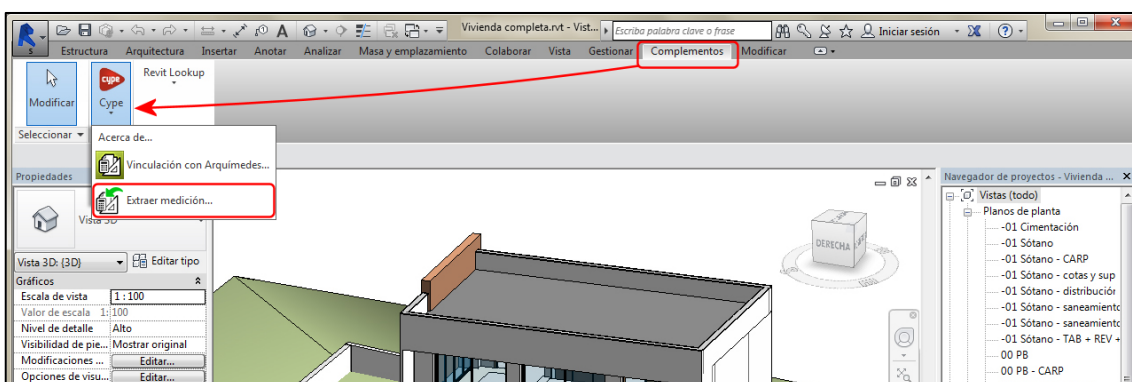 Vivienda completa.rvt - Vist...
Escriba palabra clave o frase
Iniciar sesión
Estructura Arquitectura Insertar Anotar Analizar Masa y emplazamiento Colaborar Vista Gestionar Complementos Modificar
Modificar
cype
Cype
Revit Lookup
Seleccionar
Acerca de...
Vinculación con Arquímedes...
Extraer medición...
Propiedades
Vista 3D
Vista 3D: {3D}
Editar tipo
Gráficos
Escala de vista 1 : 100
Valor de escala 1: 100
Nivel de detalle Alto
Visibilidad de pie... Mostrar original
Modificaciones ... Editar...
Opciones de visu... Editar...
DERECHA
Navegador de proyectos - Vivienda ...
Vistas (todo)
Planos de planta
-01 Cimentación
-01 Sótano
-01 Sótano - CARP
-01 Sótano - cotas y sup
-01 Sótano - distribución
-01 Sótano - saneamiento
-01 Sótano - saneamiento
-01 Sótano - TAB + REV +
00 PB
00 PB - CARP